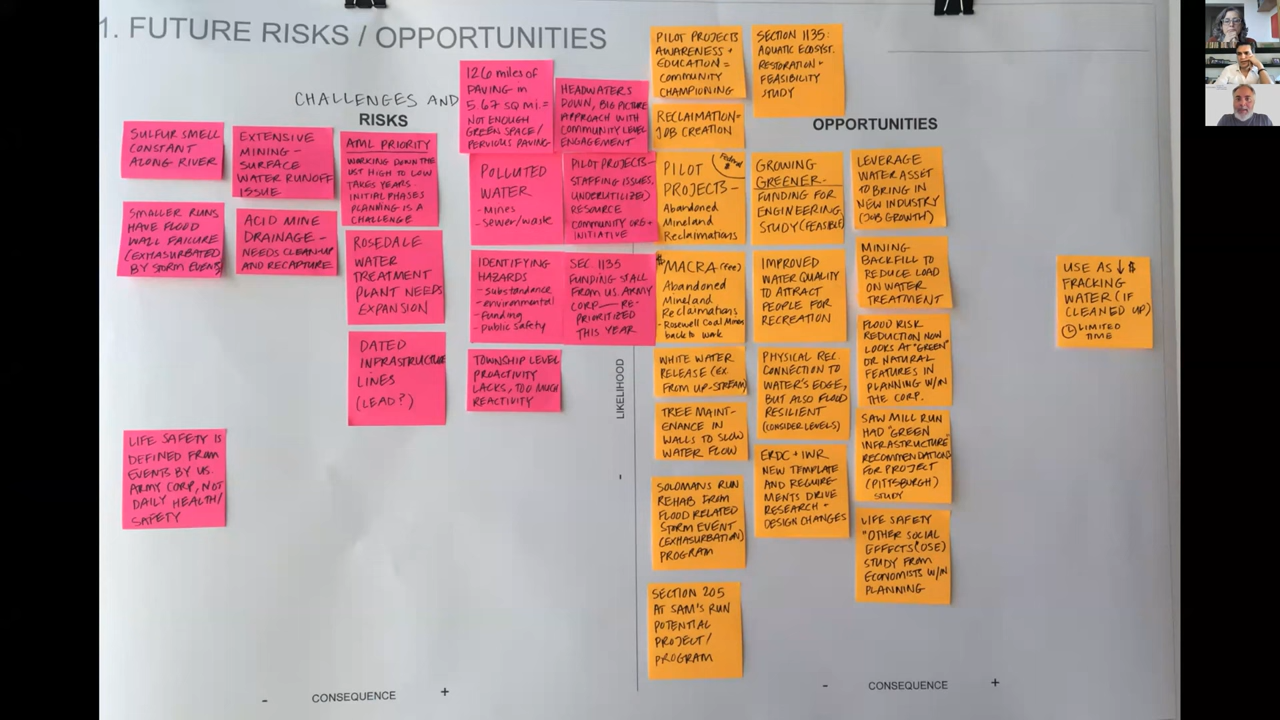 1. FUTURE RISKS / OPPORTUNITIES
CHALLENGES AND
RISKS
SULFUR SMELL
CONSTANT
ALONG RIVER
EXTENSIVE
MINING -
SURFACE
WATER RUNOFF
ISSUE
AML PRIORITY
WORKING DOWN THE
LIST HIGH TO LOW
TAKES YEARS.
INITIAL PHASES
PLANNING IS A
CHALLENGE
126 miles of
PAVING in
5.67 SQ MI. =
NOT ENOUGH
GREEN SPACE/
PERVIOUS PAVING
HEADWATERS
DOWN, BIG PICTURE
APPROACH WITH
COMMUNITY LEVEL
ENGAGEMENT
SMALLER RUNS
HAVE FLOOD
WALL FAILURE
(EXHASURBATED
BY STORM EVENTS)
ACID MINE
DRAINAGE -
NEEDS CLEAN-UP
AND RECAPTURE
ROSEDALE
WATER
TREATMENT
PLANT NEEDS
EXPANSION
POLLUTED
WATER
- Mines
- sewer/waste
PILOT PROJECTS -
STAFFING ISSUES.
UNDERUTILIZED
RESOURCE
COMMUNITY ORG +
INITIATIVE
IDENTIFYING
HAZARDS
- substandance
- environmental
- funding
- public safety
SEC. 1135
FUNDING STALL
FROM U.S. ARMY
CORP — RE-
PRIORITIZED
THIS YEAR
DATED
INFRASTRUCTURE
LINES
(LEAD?)
TOWNSHIP LEVEL
PROACTIVITY
LACKS, TOO MUCH
REACTIVITY
LIFE SAFETY IS
DEFINED FROM
EVENTS BY U.S.
ARMY CORP, NOT
DAILY HEALTH/
SAFETY
- CONSEQUENCE +
LIKELIHOOD
-
OPPORTUNITIES
PILOT PROJECTS
AWARENESS +
EDUCATION =
COMMUNITY
CHAMPIONING
SECTION 1135:
AQUATIC ECOSYST.
RESTORATION -
FEASIBILITY
STUDY
RECLAMATION =
JOB CREATION
PILOT
PROJECTS -
Abandoned
Mineland
Reclamations
Federal
$
GROWING
GREENER -
FUNDING FOR
ENGINEERING
STUDY (FEASIBLE)
LEVERAGE
WATER ASSET
TO BRING IN
NEW INDUSTRY
(JOB GROWTH)
$MACRA (Fee)
Abandoned
Mineland
Reclamations
- Rosewell Coal Mines
back to work
IMPROVED
WATER QUALITY
TO ATTRACT
PEOPLE FOR
RECREATION
MINING
BACKFILL TO
REDUCE LOAD
ON WATER
TREATMENT
USE AS ↓ $
FRACKING
WATER (IF
CLEANED UP)
LIMITED
TIME
WHITE WATER
RELEASE (EX.
FROM UP-STREAM)
PHYSICAL REC.
CONNECTION TO
WATER'S EDGE,
BUT ALSO FLOOD
RESILIENT
(CONSIDER LEVELS)
FLOOD RISK
REDUCTION NOW
LOOKS AT "GREEN"
OR NATURAL
FEATURES IN
PLANNING W/IN
THE CORP.
TREE MAINT-
ENANCE IN
WALLS TO SLOW
WATER FLOW
SAW MILL RUN
HAD "GREEN
INFRASTRUCTURE"
RECOMMENDATIONS
FOR PROJECT
(PITTSBURGH)
STUDY
ERDC + IWR
NEW TEMPLATE
AND REQUIRE-
MENTS DRIVE
RESEARCH +
DESIGN CHANGES
SOLOMANS RUN
REHAB FROM
FLOOD RELATED
STORM EVENT
(EXHASURBATION)
PROGRAM
LIFE SAFETY
"OTHER SOCIAL
EFFECTS" (OSE)
STUDY FROM
ECONOMISTS W/IN
PLANNING
SECTION 205
AT SAM'S RUN
POTENTIAL
PROJECT/
PROGRAM
- CONSEQUENCE +